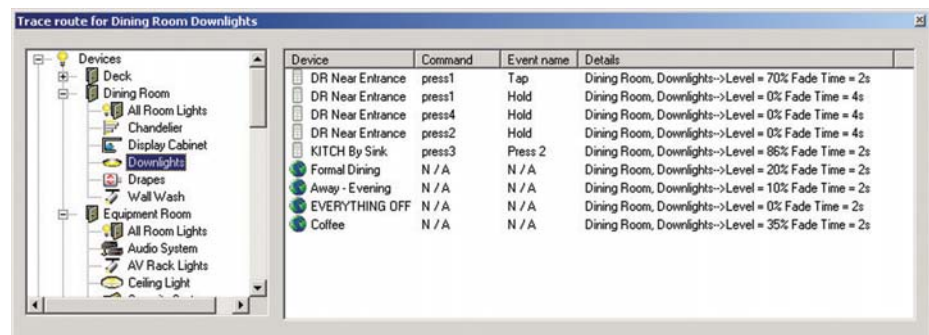 Trace route for Dining Room Downlights
Devices
Deck
Dining Room
All Room Lights
Chandelier
Display Cabinet
Downlights
Drapes
Wall Wash
Equipment Room
All Room Lights
Audio System
AV Rack Lights
Ceiling Light
Device Command Event name Details
DR Near Entrance press1 Tap Dining Room, Downlights-->Level = 70% Fade Time = 2s
DR Near Entrance press1 Hold Dining Room, Downlights-->Level = 0% Fade Time = 4s
DR Near Entrance press4 Hold Dining Room, Downlights-->Level = 0% Fade Time = 4s
DR Near Entrance press2 Hold Dining Room, Downlights-->Level = 0% Fade Time = 4s
KITCH By Sink press3 Press 2 Dining Room, Downlights-->Level = 86% Fade Time = 2s
Formal Dining N / A N / A Dining Room, Downlights-->Level = 20% Fade Time = 2s
Away - Evening N / A N / A Dining Room, Downlights-->Level = 10% Fade Time = 2s
EVERYTHING OFF N / A N / A Dining Room, Downlights-->Level = 0% Fade Time = 2s
Coffee N / A N / A Dining Room, Downlights-->Level = 35% Fade Time = 2s